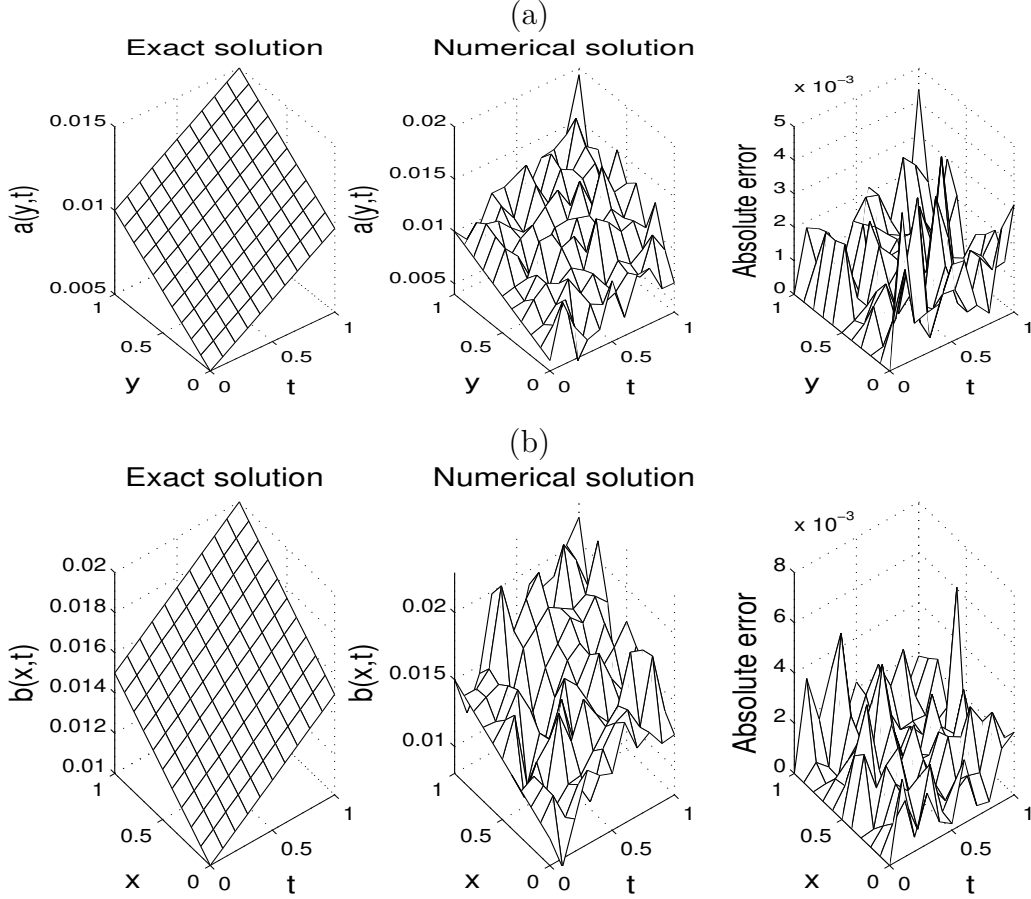 (a)
Exact solution
Numerical solution
x 10⁻³
0.015
0.01
0.005
a(y,t)
1
0.5
0
y
0
0.5
1
t
0.02
0.015
0.01
0.005
a(y,t)
1
0.5
0
y
0
0.5
1
t
5
4
3
2
1
0
Absolute error
1
0.5
0
y
0
0.5
1
t
(b)
Exact solution
Numerical solution
x 10⁻³
0.02
0.018
0.016
0.014
0.012
0.01
b(x,t)
1
0.5
0
x
0
0.5
1
t
0.02
0.015
0.01
b(x,t)
1
0.5
0
x
0
0.5
1
t
8
6
4
2
0
Absolute error
1
0.5
0
x
0
0.5
1
t